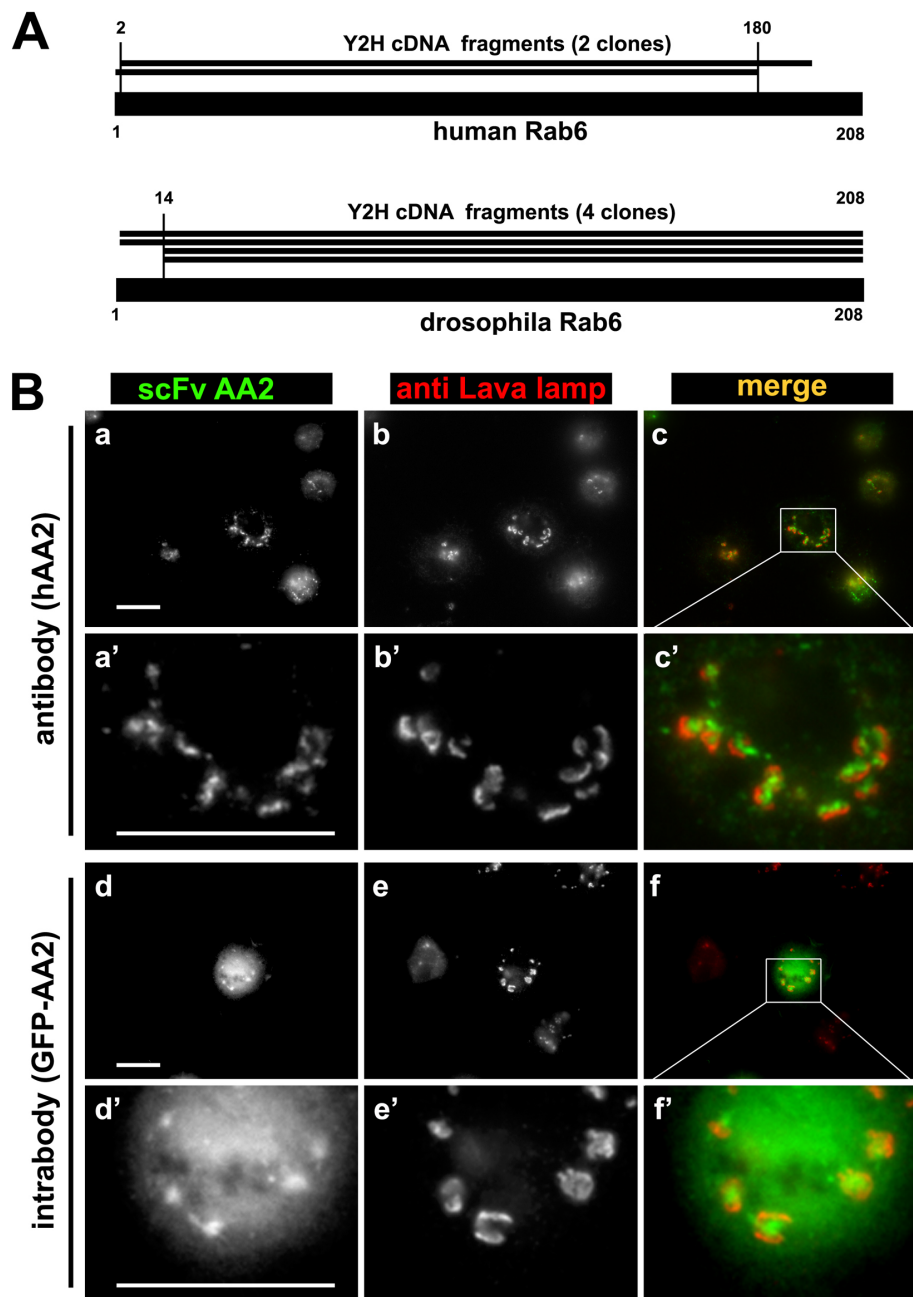 A
2 180
Y2H cDNA fragments (2 clones)
human Rab6
1 208
14 208
Y2H cDNA fragments (4 clones)
1 208
drosophila Rab6
B
scFv AA2 anti Lava lamp merge
antibody (hAA2)
a b c
a’ b’ c’
intrabody (GFP-AA2)
d e f
d’ e’ f’